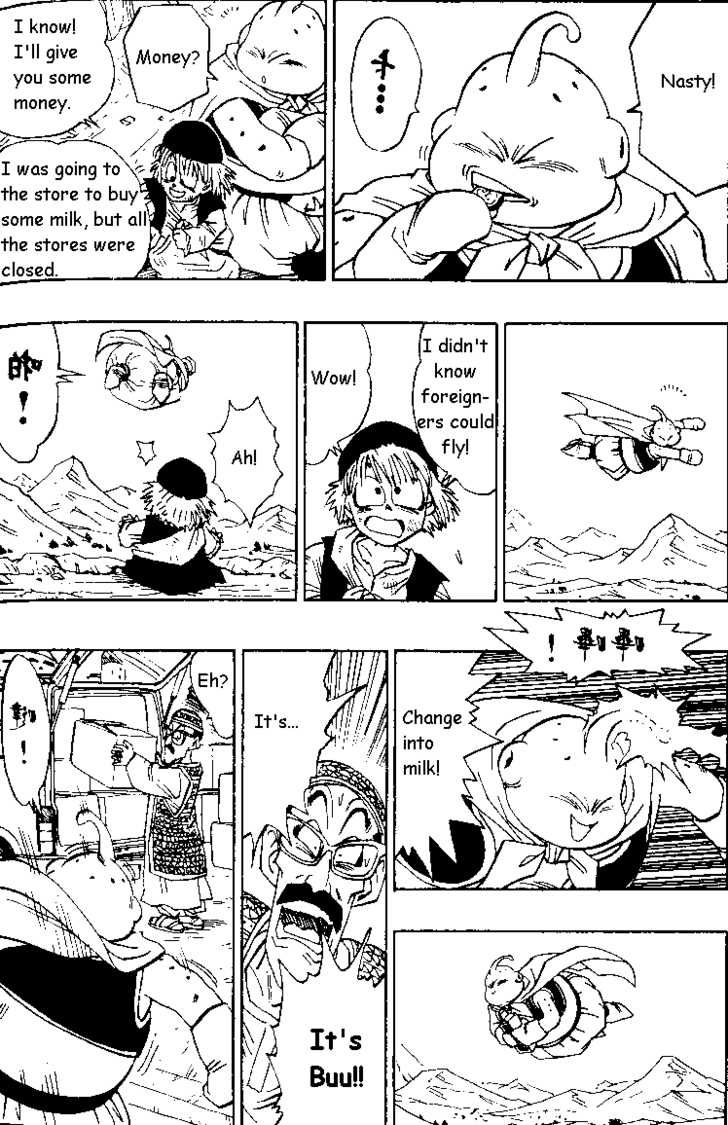 I know!
I'll give
you some
money.
Money?
I was going to
the store to buy
some milk, but all
the stores were
closed.
Nasty!
Ah!
Wow!
I didn't
know
foreign-
ers could
fly!
Eh?
It's...
It's
Buu!!
Change
into
milk!